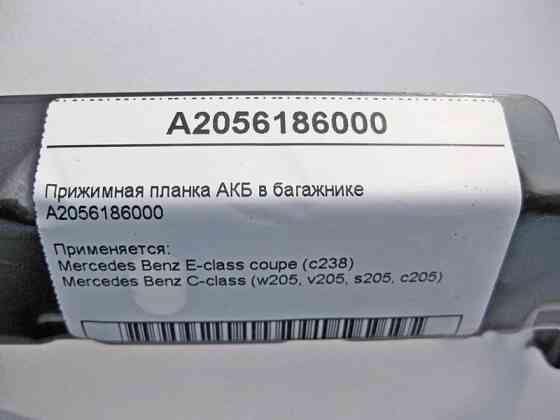 A2056186000
Прижимная планка АКБ в багажнике
A2056186000
Применяется:
Mercedes Benz E-class coupe (c238)
Mercedes Benz C-class (w205, v205, s205, c205)